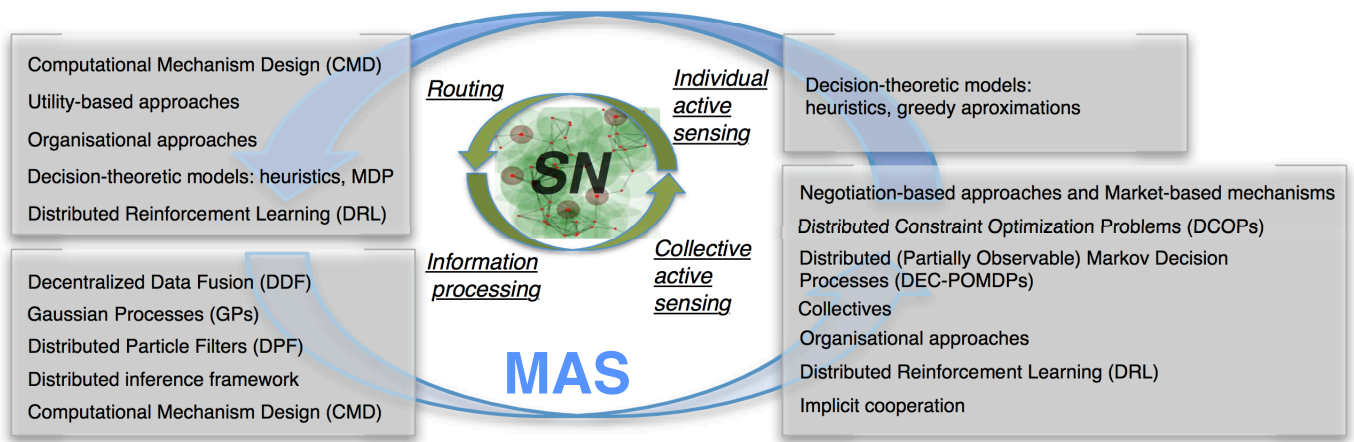 Computational Mechanism Design (CMD)
Utility-based approaches
Organisational approaches
Decision-theoretic models: heuristics, MDP
Distributed Reinforcement Learning (DRL)
Decentralized Data Fusion (DDF)
Gaussian Processes (GPs)
Distributed Particle Filters (DPF)
Distributed inference framework
Computational Mechanism Design (CMD)
Routing
Individual
active
sensing
SN
Information
processing
Collective
active
sensing
MAS
Decision-theoretic models:
heuristics, greedy aproximations
Negotiation-based approaches and Market-based mechanisms
Distributed Constraint Optimization Problems (DCOPs)
Distributed (Partially Observable) Markov Decision
Processes (DEC-POMDPs)
Collectives
Organisational approaches
Distributed Reinforcement Learning (DRL)
Implicit cooperation